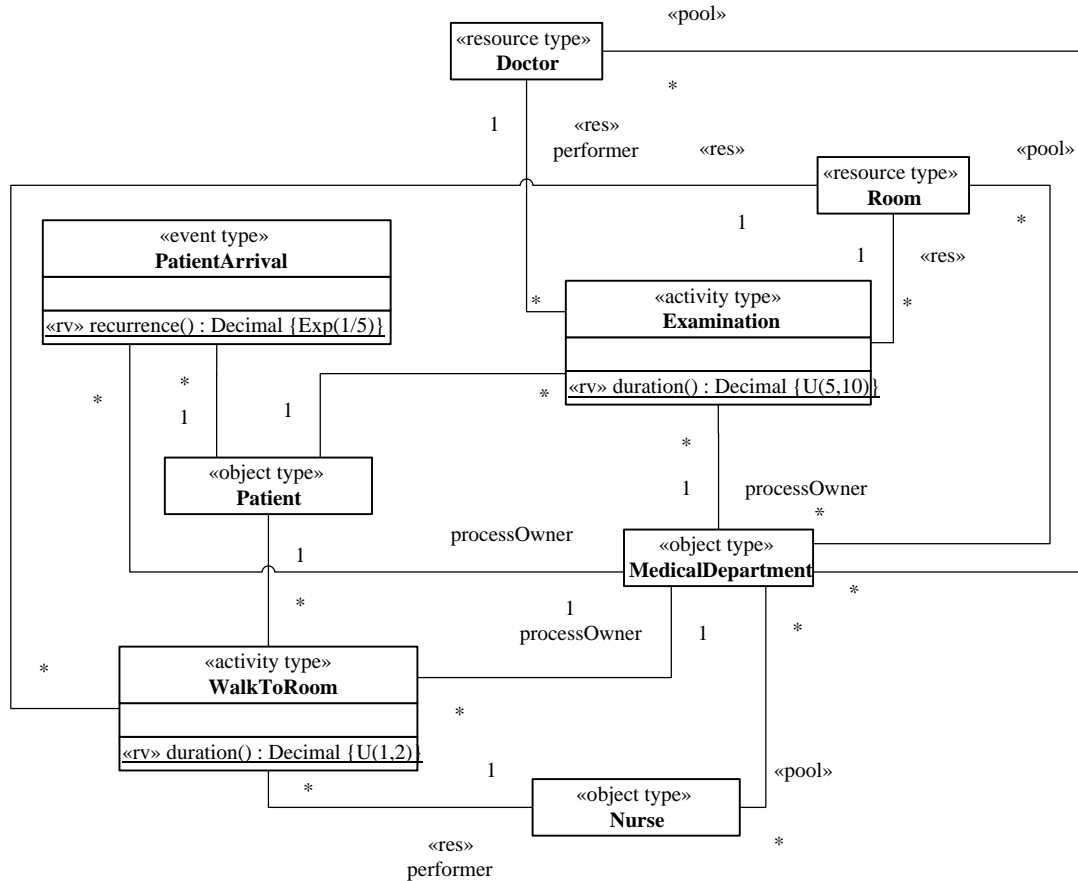 «pool»
«resource type»
Doctor
*
1
«res»
performer
«res»
«pool»
«resource type»
Room
*
1
1
«res»
*
«event type»
PatientArrival
«rv» recurrence() : Decimal {Exp(1/5)}
*
«activity type»
Examination
«rv» duration() : Decimal {U(5,10)}
*
*
1
1
*
*
1
processOwner
*
«object type»
Patient
processOwner
«object type»
MedicalDepartment
1
*
*
1
processOwner
1
*
*
«activity type»
WalkToRoom
«rv» duration() : Decimal {U(1,2)}
*
*
1
«pool»
«object type»
Nurse
«res»
performer
*